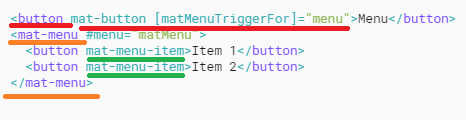 <button mat-button [matMenuTriggerFor]="menu">Menu</button>
<mat-menu #menu="matMenu">
  <button mat-menu-item>Item 1</button>
  <button mat-menu-item>Item 2</button>
</mat-menu>